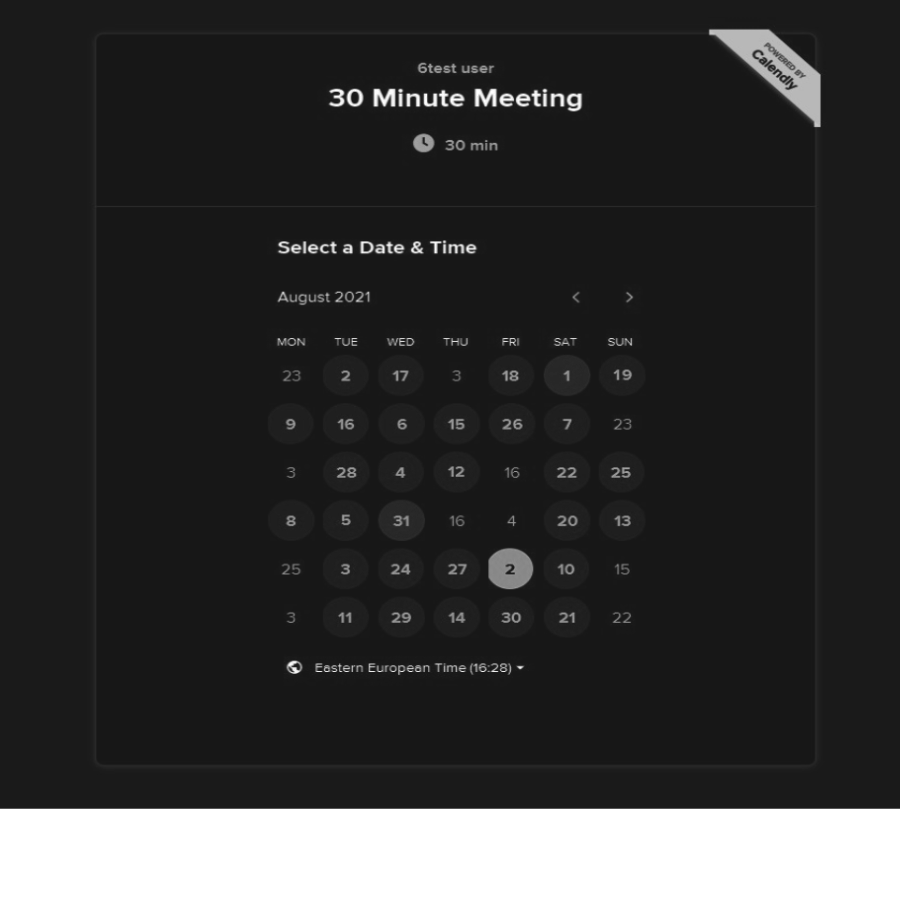 POWERED BY
Calendly
6test user
30 Minute Meeting
30 min
Select a Date & Time
August 2021
MON TUE WED THU FRI SAT SUN
23 2 17 3 18 1 19
9 16 6 15 26 7 23
3 28 4 12 16 22 25
8 5 31 16 4 20 13
25 3 24 27 2 10 15
3 11 29 14 30 21 22
Eastern European Time (16:28)